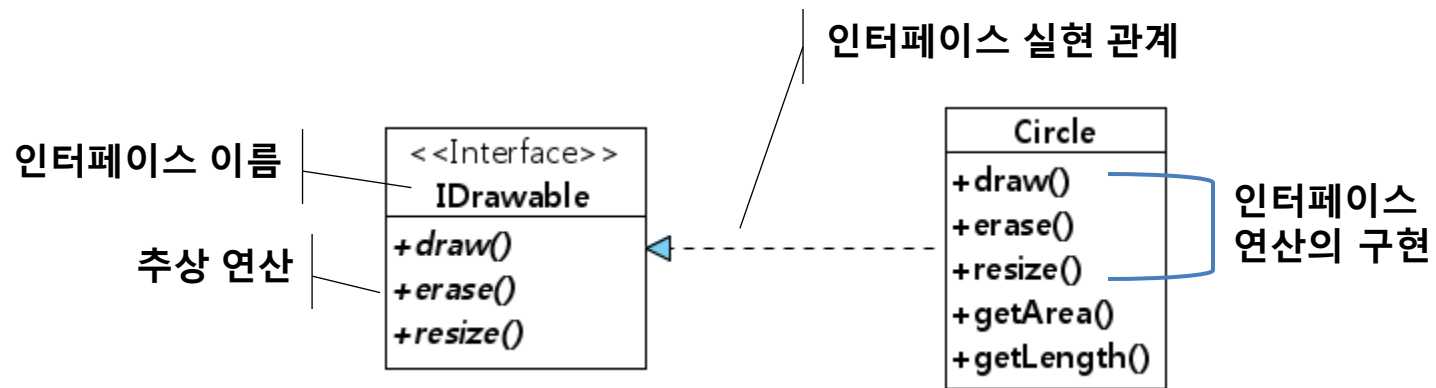 인터페이스 실현 관계
인터페이스 이름
추상 연산
<<Interface>>
IDrawable
+draw()
+erase()
+resize()
Circle
+draw()
+erase()
+resize()
+getArea()
+getLength()
인터페이스
연산의 구현